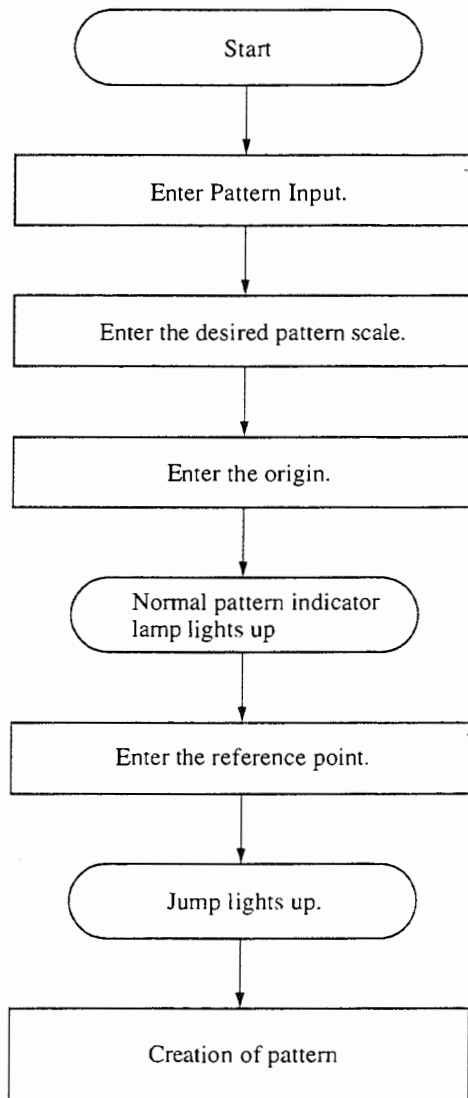 Start
Enter Pattern Input.
Enter the desired pattern scale.
Enter the origin.
Normal pattern indicator
lamp lights up
Enter the reference point.
Jump lights up.
Creation of pattern